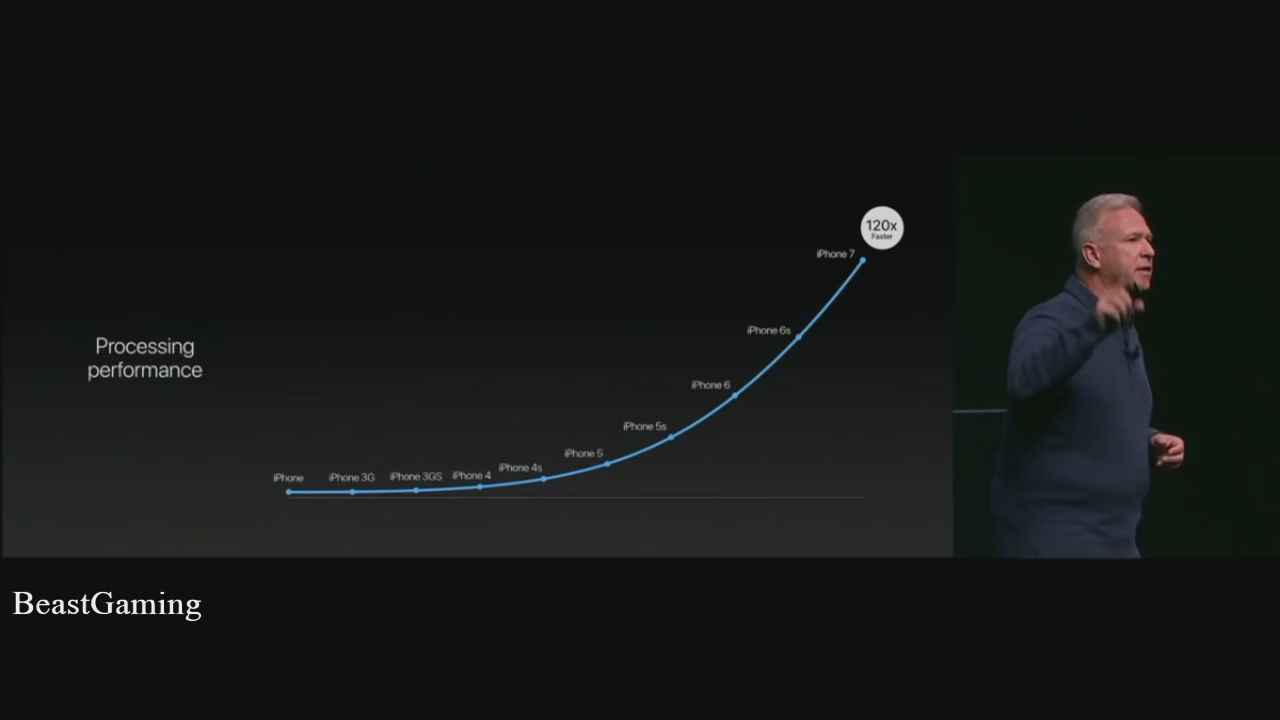 120x
Faster
iPhone 7
iPhone 6s
Processing
performance
iPhone 6
iPhone 5s
iPhone 5
iPhone 4s
iPhone
iPhone 3G
iPhone 3GS
iPhone 4
BeastGaming